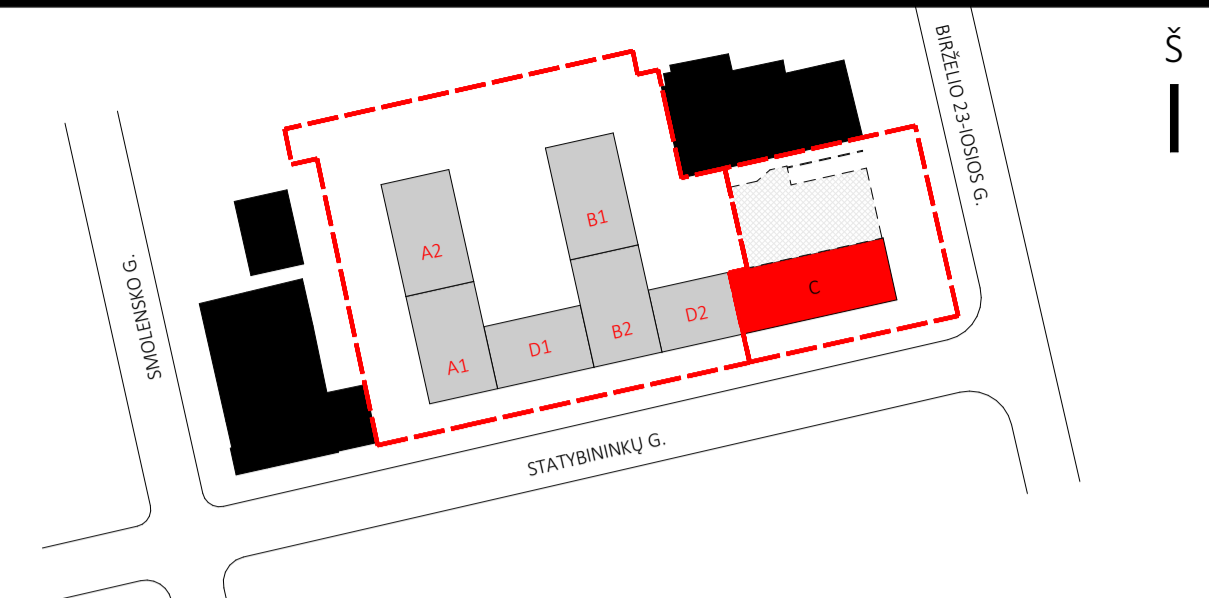 Š
BIRŽELIO 23-IOSIOS G.
B1
A2
SMOLENSKO G.
C
D2
B2
D1
A1
STATYBININKŲ G.